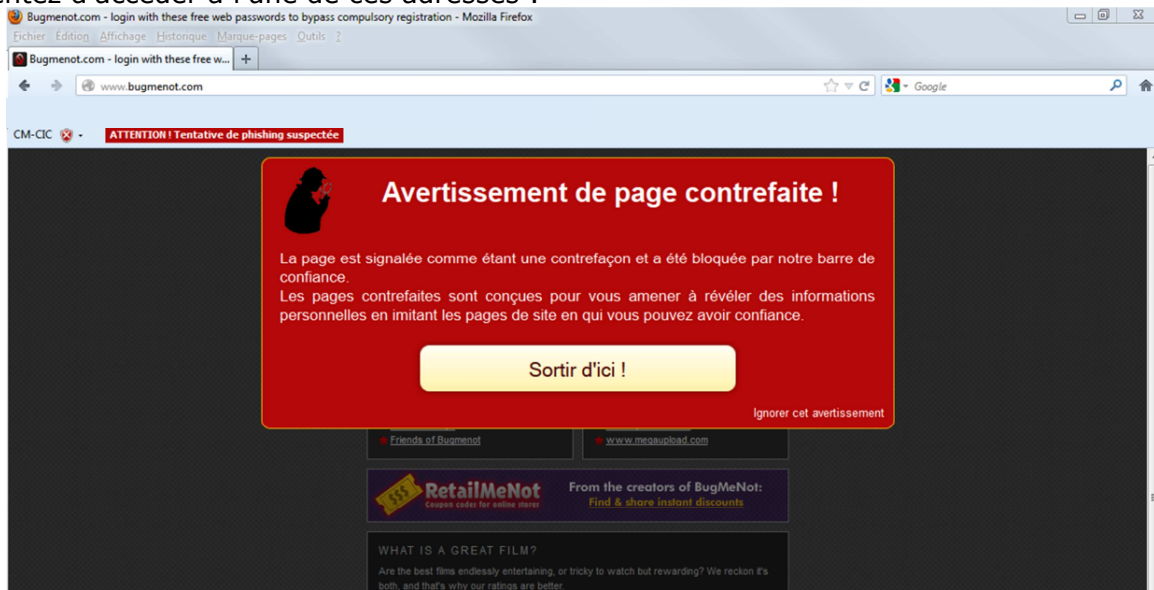 ntez d'accéder à l'une de ces adresses :
Bugmenot.com - login with these free web passwords to bypass compulsory registration - Mozilla Firefox
Fichier Édition Affichage Historique Marque-pages Outils ?
Bugmenot.com - login with these free w... +
www.bugmenot.com
Google
CM-CIC
ATTENTION ! Tentative de phishing suspectée
Avertissement de page contrefaite !
La page est signalée comme étant une contrefaçon et a été bloquée par notre barre de
confiance.
Les pages contrefaites sont conçues pour vous amener à révéler des informations
personnelles en imitant les pages de site en qui vous pouvez avoir confiance.
Sortir d'ici !
Ignorer cet avertissement
Friends of Bugmenot
www.megaupload.com
RetailMeNot
Coupon codes for online stores
From the creators of BugMeNot:
Find & share instant discounts
WHAT IS A GREAT FILM?
Are the best films endlessly entertaining, or tricky to watch but rewarding? We reckon it's
both, and that's why our ratings are better.